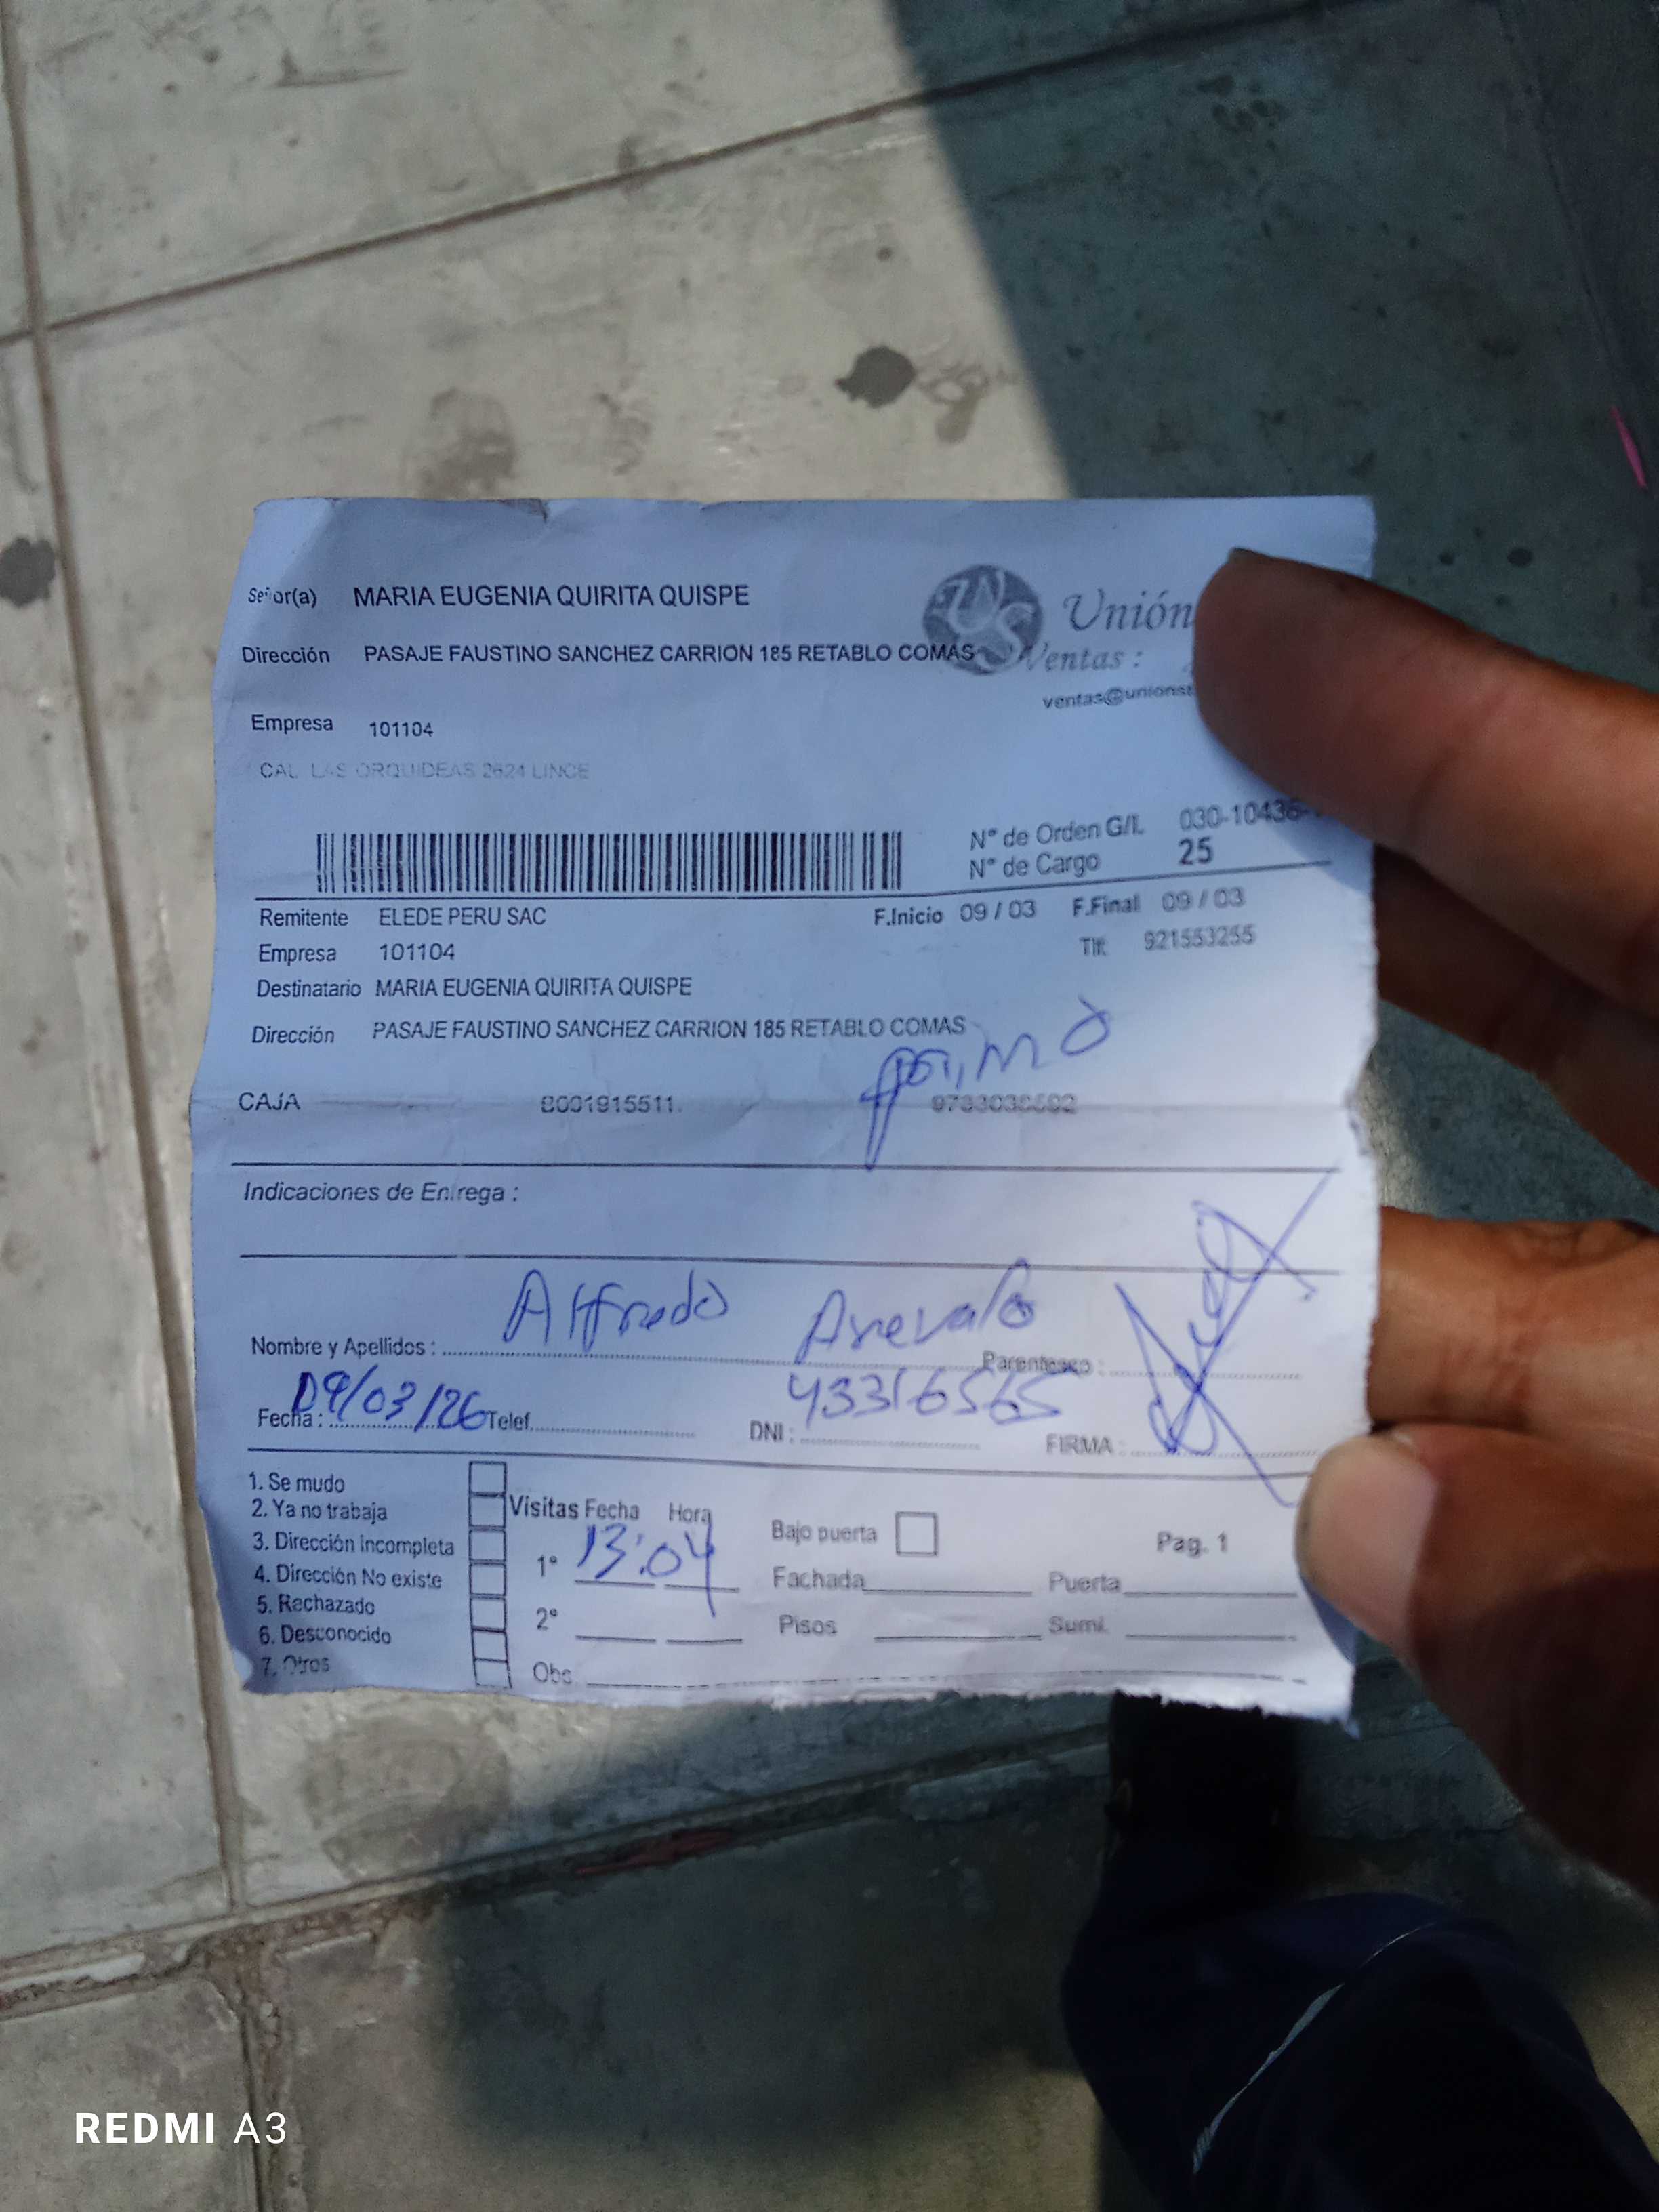 Señor(a) MARIA EUGENIA QUIRITA QUISPE
Unión
Dirección PASAJE FAUSTINO SANCHEZ CARRION 185 RETABLO COMAS
Ventas :
ventas@unionst
Empresa 101104
CAL LAS ORQUIDEAS 2624 LINCE
N° de Orden G/L 030-10436-
N° de Cargo 25
Remitente ELEDE PERU SAC F.Inicio 09 / 03 F.Final 09 / 03
Empresa 101104 Tlf. 921553255
Destinatario MARIA EUGENIA QUIRITA QUISPE
Dirección PASAJE FAUSTINO SANCHEZ CARRION 185 RETABLO COMAS
CAJA
Indicaciones de Entrega :
Nombre y Apellidos : Alfredo Arevalo Parentesco :
Fecha : 09/03/26 Telef. DNI : 43316565 FIRMA :
1. Se mudo
2. Ya no trabaja
3. Dirección incompleta
4. Dirección No existe
5. Rechazado
6. Desconocido
7. Otros
Visitas Fecha Hora
1° 13:04
2°
Obs.
Bajo puerta Pag. 1
Fachada Puerta
Pisos Sumi.
REDMI A3